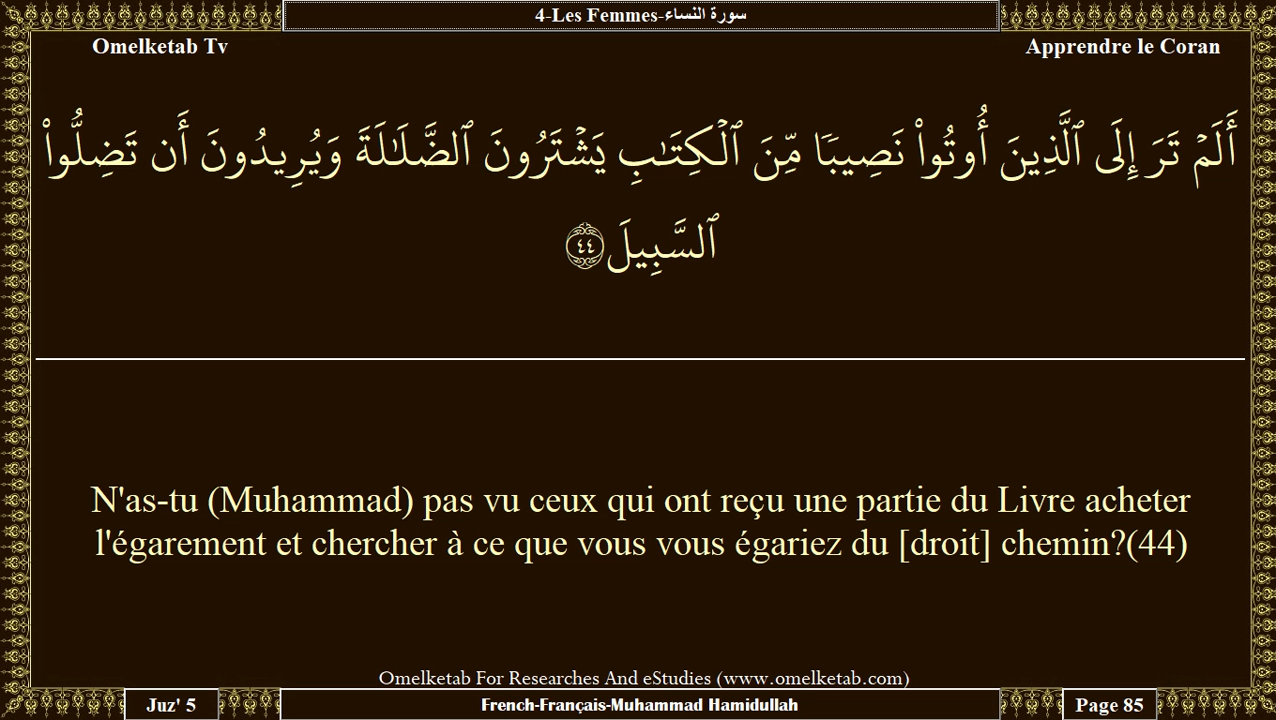 4-Les Femmes-سورة النساء
Omelketab Tv
Apprendre le Coran
أَلَمۡ تَرَ إِلَى ٱلَّذِينَ أُوتُواْ نَصِيبٗا مِّنَ ٱلۡكِتَٰبِ يَشۡتَرُونَ ٱلضَّلَٰلَةَ وَيُرِيدُونَ أَن تَضِلُّواْ
ٱلسَّبِيلَ ٤٤
N'as-tu (Muhammad) pas vu ceux qui ont reçu une partie du Livre acheter
l'égarement et chercher à ce que vous vous égariez du [droit] chemin?(44)
Omelketab For Researches And eStudies (www.omelketab.com)
Juz' 5
French-Français-Muhammad Hamidullah
Page 85